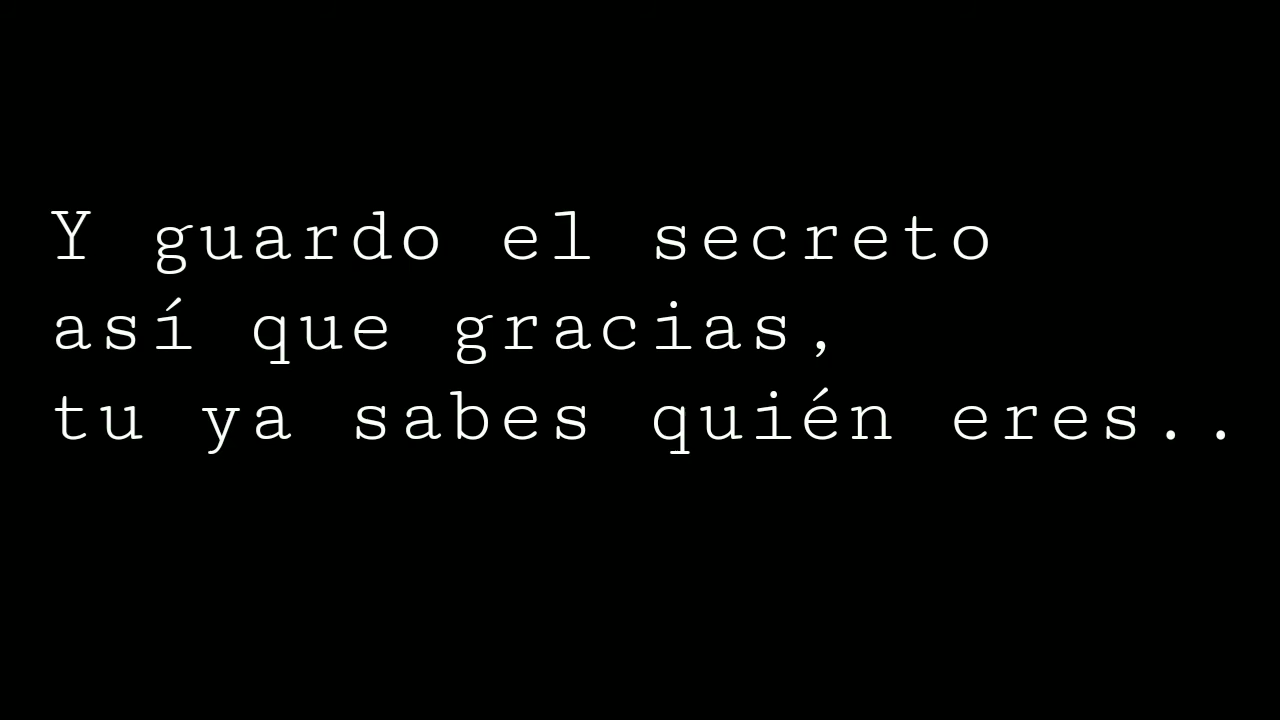 Y guardo el secreto
así que gracias,
tu ya sabes quién eres..